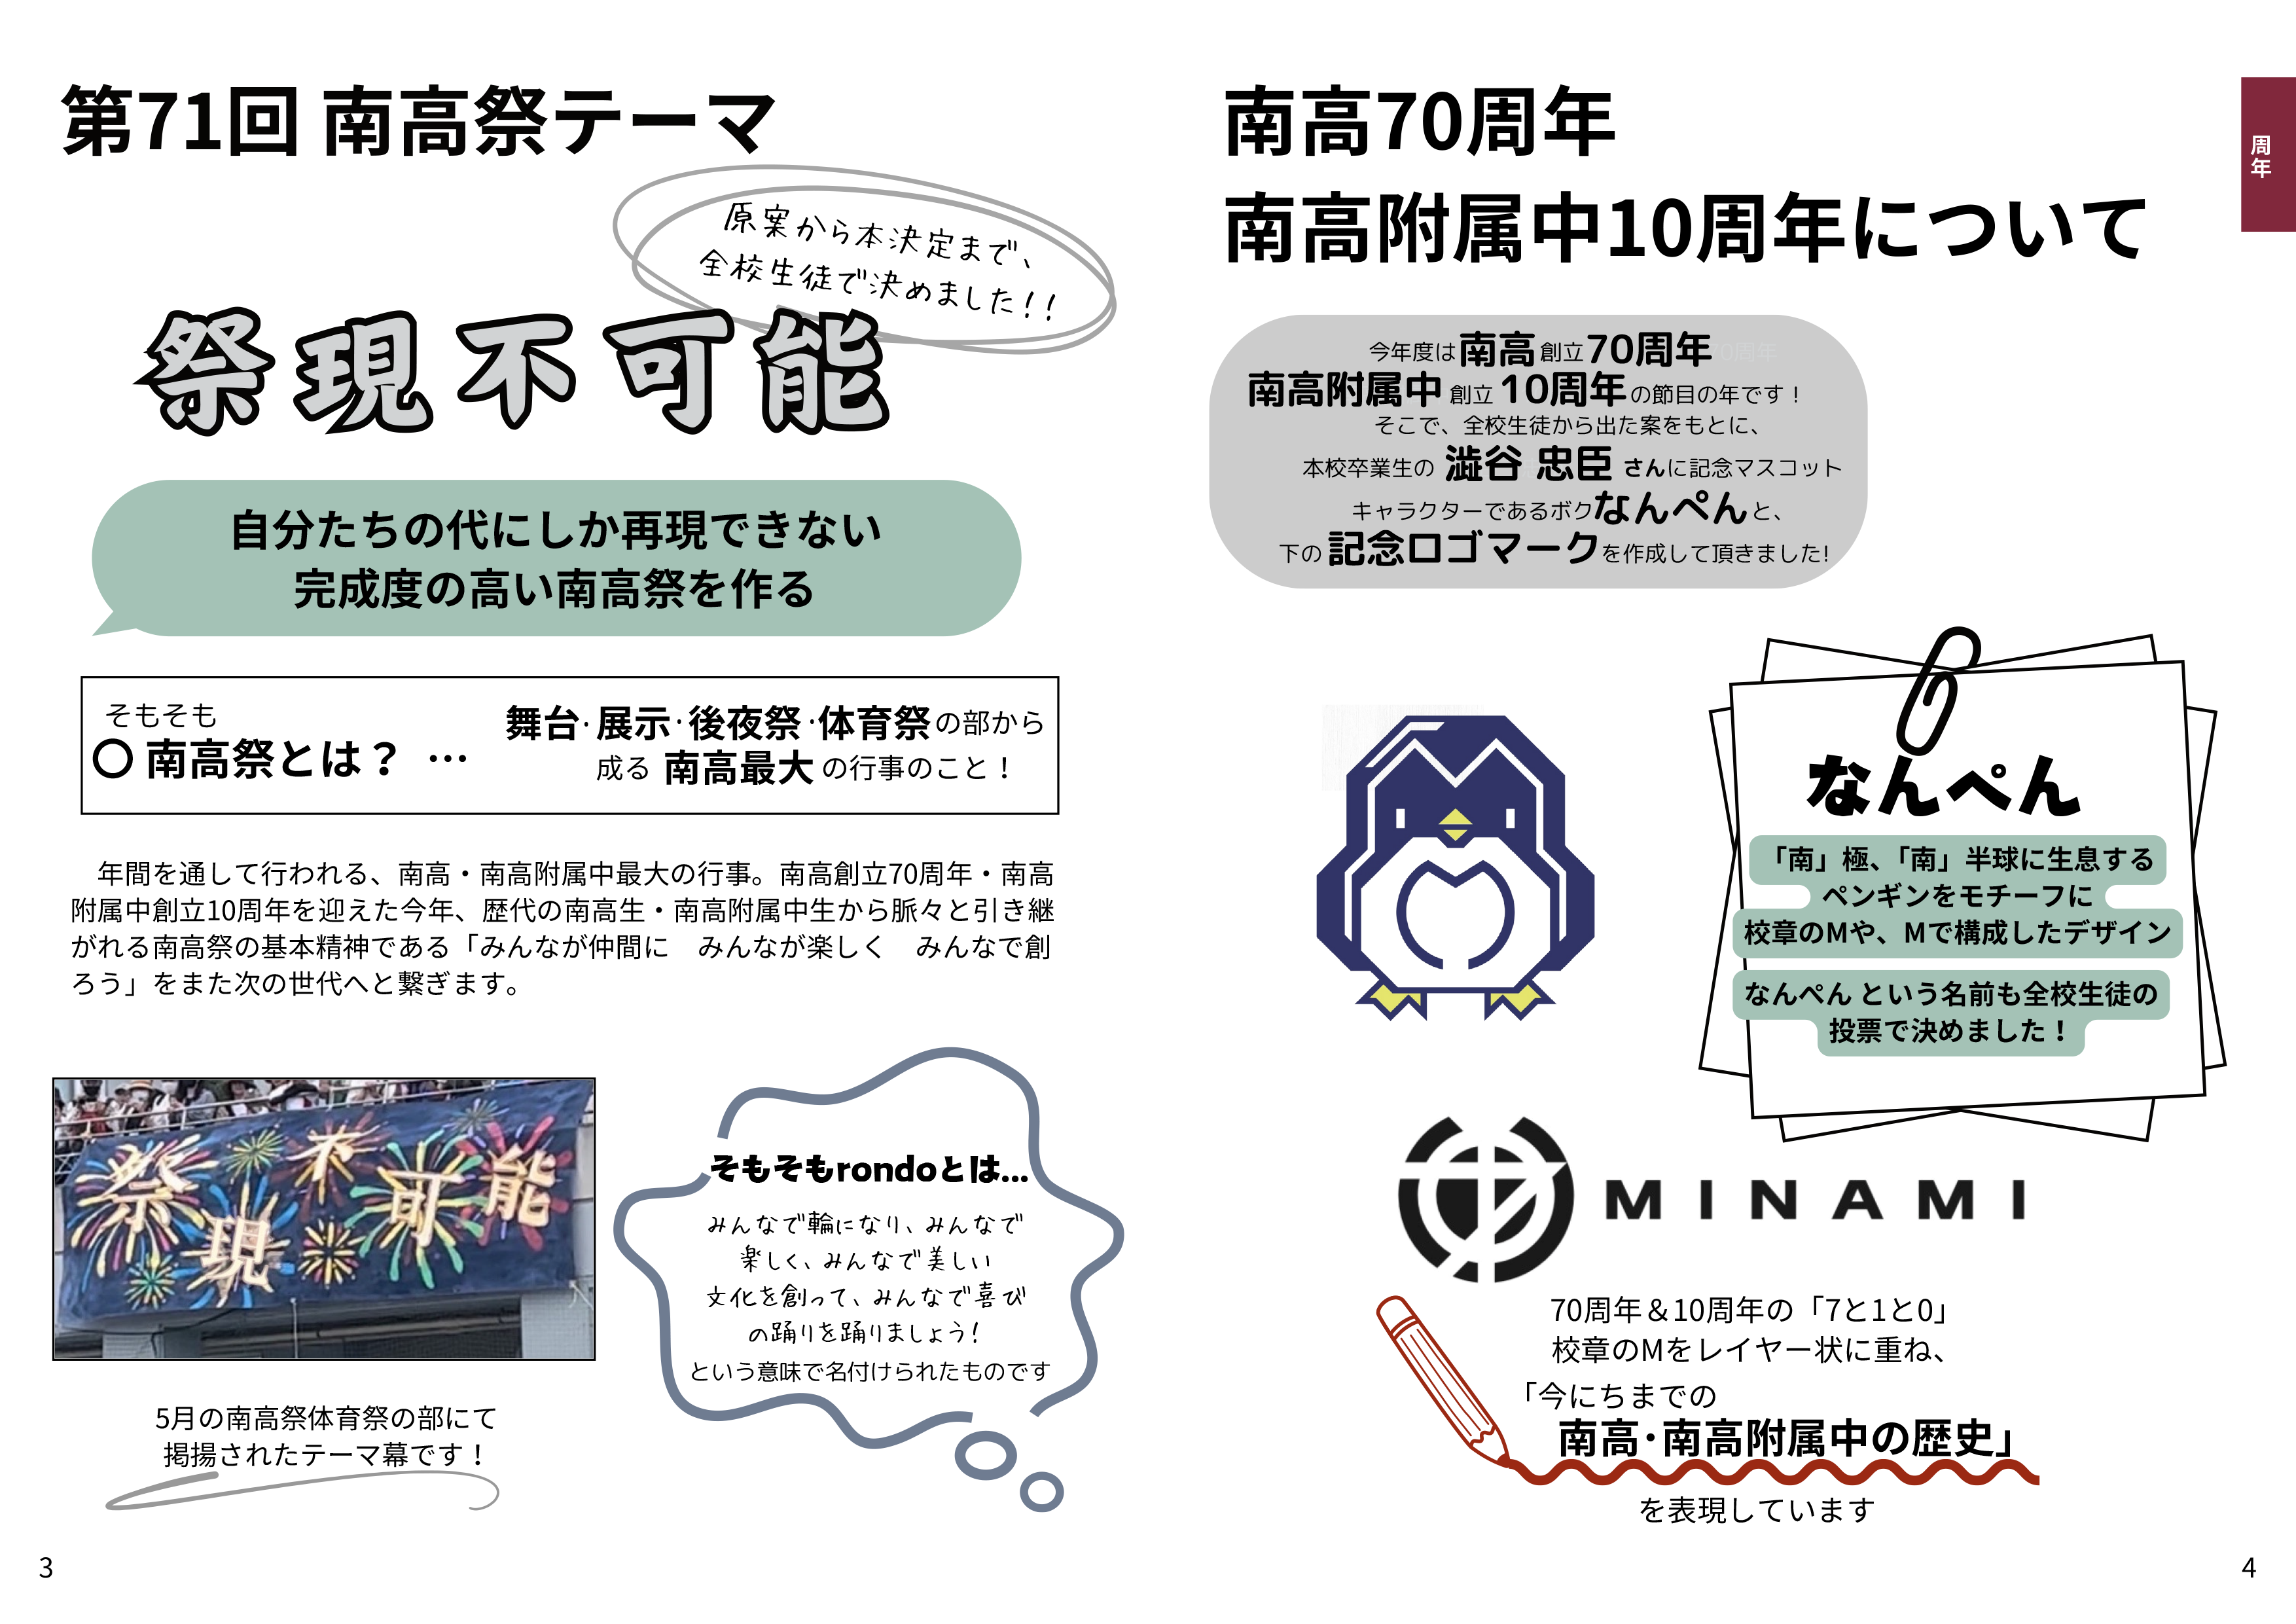 第71回 南高祭テーマ
原案から本決定まで、
全校生徒で決めました！！
祭現不可能
自分たちの代にしか再現できない
完成度の高い南高祭を作る
そもそも
〇 南高祭とは？ …
舞台·展示·後夜祭·体育祭の部から
成る 南高最大 の行事のこと！
年間を通して行われる、南高・南高附属中最大の行事。南高創立70周年・南高
附属中創立10周年を迎えた今年、歴代の南高生・南高附属中生から脈々と引き継
がれる南高祭の基本精神である「みんなが仲間に　みんなが楽しく　みんなで創
ろう」をまた次の世代へと繋ぎます。
祭現不可能
5月の南高祭体育祭の部にて
掲揚されたテーマ幕です！
そもそもrondoとは...
みんなで輪になり、みんなで
楽しく、みんなで美しい
文化を創って、みんなで喜び
の踊りを踊りましょう！
という意味で名付けられたものです
3
南高70周年
南高附属中10周年について
周年
今年度は南高創立70周年
南高附属中 創立 10周年の節目の年です！
そこで、全校生徒から出た案をもとに、
本校卒業生の 澁谷 忠臣 さんに記念マスコット
キャラクターであるボクなんぺんと、
下の 記念ロゴマークを作成して頂きました!
なんぺん
「南」極、「南」半球に生息する
ペンギンをモチーフに
校章のMや、Mで構成したデザイン
なんぺん という名前も全校生徒の
投票で決めました！
MINAMI
70周年＆10周年の「7と1と0」
校章のMをレイヤー状に重ね、
「今にちまでの
南高・南高附属中の歴史」
を表現しています
4